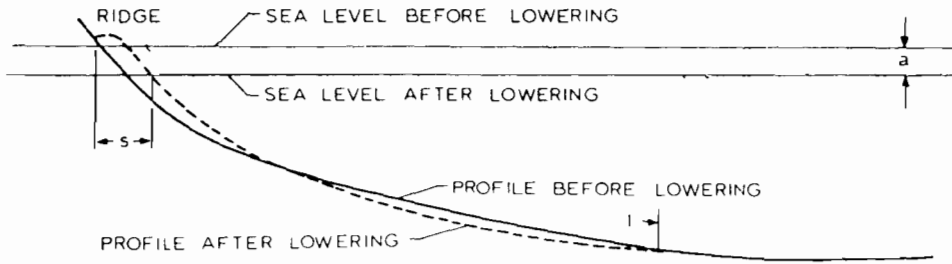 RIDGE
SEA LEVEL BEFORE LOWERING
a
SEA LEVEL AFTER LOWERING
s
PROFILE BEFORE LOWERING
l
PROFILE AFTER LOWERING